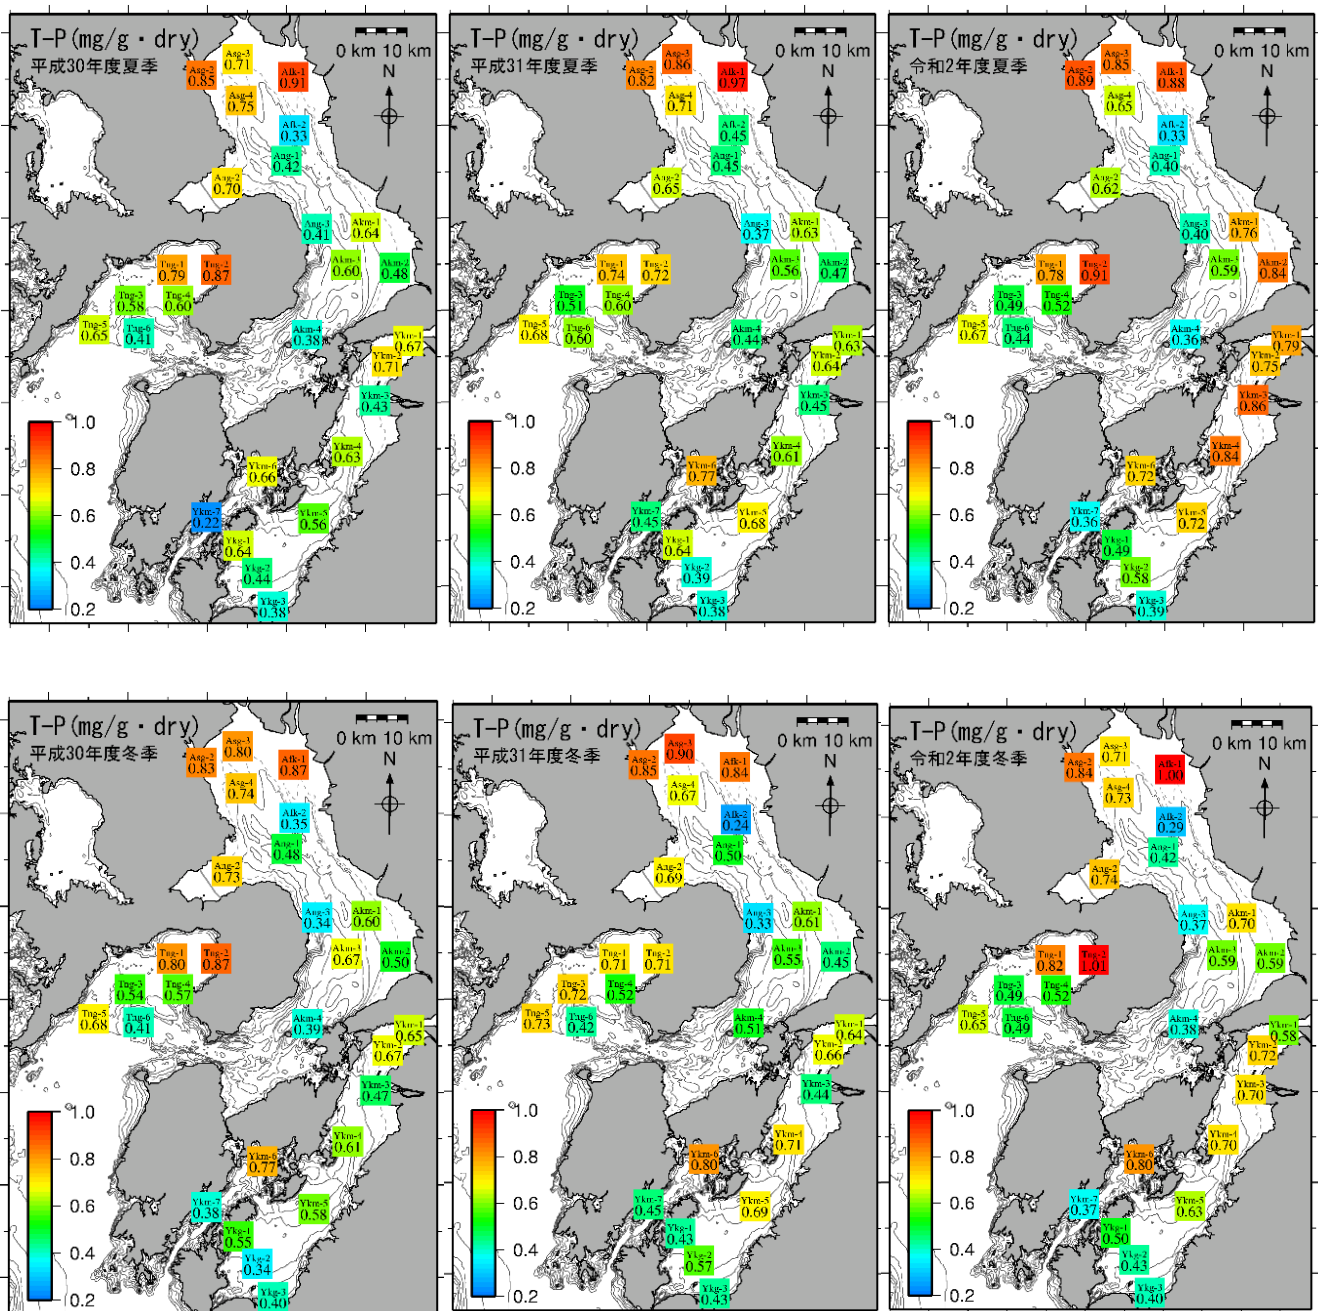 T-P(mg/g・dry)
平成30年度夏季
0 km 10 km
N
Asg-3
0.71
Asg-2
0.85
Afk-1
0.91
Asg-4
0.75
Afk-2
0.33
Ang-1
0.42
Ang-2
0.70
Ang-3
0.41
Akm-1
0.64
Akm-3
0.60
Akm-2
0.48
Tng-1
0.79
Tng-2
0.87
Tng-3
0.58
Tng-4
0.60
Tng-5
0.65
Tng-6
0.41
Akm-4
0.38
Ykm-1
0.67
Ykm-2
0.71
Ykm-3
0.43
Ykm-4
0.63
Ykm-6
0.66
Ykm-7
0.22
Ykm-5
0.56
Ykg-1
0.64
Ykg-2
0.44
Ykg-3
0.38
1.0
0.8
0.6
0.4
0.2
T-P(mg/g・dry)
平成31年度夏季
0 km 10 km
N
Asg-3
0.86
Asg-2
0.82
Afk-1
0.97
Asg-4
0.71
Afk-2
0.45
Ang-1
0.45
Ang-2
0.65
Ang-3
0.37
Akm-1
0.63
Akm-3
0.56
Akm-2
0.47
Tng-1
0.74
Tng-2
0.72
Tng-3
0.51
Tng-4
0.60
Tng-5
0.68
Tng-6
0.60
Akm-4
0.44
Ykm-1
0.63
Ykm-2
0.64
Ykm-3
0.45
Ykm-4
0.61
Ykm-6
0.77
Ykm-7
0.45
Ykm-5
0.68
Ykg-1
0.64
Ykg-2
0.39
Ykg-3
0.38
1.0
0.8
0.6
0.4
0.2
T-P(mg/g・dry)
令和2年度夏季
0 km 10 km
N
Asg-3
0.85
Asg-2
0.89
Afk-1
0.88
Asg-4
0.65
Afk-2
0.33
Ang-1
0.40
Ang-2
0.62
Ang-3
0.40
Akm-1
0.76
Akm-3
0.59
Akm-2
0.84
Tng-1
0.78
Tng-2
0.91
Tng-3
0.49
Tng-4
0.52
Tng-5
0.67
Tng-6
0.44
Akm-4
0.36
Ykm-1
0.79
Ykm-2
0.75
Ykm-3
0.86
Ykm-4
0.84
Ykm-6
0.72
Ykm-7
0.36
Ykm-5
0.72
Ykg-1
0.49
Ykg-2
0.58
Ykg-3
0.39
1.0
0.8
0.6
0.4
0.2
T-P(mg/g・dry)
平成30年度冬季
0 km 10 km
N
Asg-3
0.80
Asg-2
0.83
Afk-1
0.87
Asg-4
0.74
Afk-2
0.35
Ang-1
0.48
Ang-2
0.73
Ang-3
0.34
Akm-1
0.60
Akm-3
0.67
Akm-2
0.50
Tng-1
0.80
Tng-2
0.87
Tng-3
0.54
Tng-4
0.57
Tng-5
0.68
Tng-6
0.41
Akm-4
0.39
Ykm-1
0.65
Ykm-2
0.67
Ykm-3
0.47
Ykm-4
0.61
Ykm-6
0.77
Ykm-7
0.38
Ykm-5
0.58
Ykg-1
0.55
Ykg-2
0.34
Ykg-3
0.40
1.0
0.8
0.6
0.4
0.2
T-P(mg/g・dry)
平成31年度冬季
0 km 10 km
N
Asg-3
0.90
Asg-2
0.85
Afk-1
0.84
Asg-4
0.67
Afk-2
0.24
Ang-1
0.50
Ang-2
0.69
Ang-3
0.33
Akm-1
0.61
Akm-3
0.55
Akm-2
0.45
Tng-1
0.71
Tng-2
0.71
Tng-3
0.72
Tng-4
0.52
Tng-5
0.73
Tng-6
0.42
Akm-4
0.51
Ykm-1
0.64
Ykm-2
0.66
Ykm-3
0.44
Ykm-4
0.71
Ykm-6
0.80
Ykm-7
0.45
Ykm-5
0.69
Ykg-1
0.43
Ykg-2
0.57
Ykg-3
0.43
1.0
0.8
0.6
0.4
0.2
T-P(mg/g・dry)
令和2年度冬季
0 km 10 km
N
Asg-3
0.71
Asg-2
0.84
Afk-1
1.00
Asg-4
0.73
Afk-2
0.29
Ang-1
0.42
Ang-2
0.74
Ang-3
0.37
Akm-1
0.70
Akm-3
0.59
Akm-2
0.59
Tng-1
0.82
Tng-2
1.01
Tng-3
0.49
Tng-4
0.52
Tng-5
0.65
Tng-6
0.49
Akm-4
0.38
Ykm-1
0.58
Ykm-2
0.72
Ykm-3
0.70
Ykm-4
0.70
Ykm-6
0.80
Ykm-7
0.37
Ykm-5
0.63
Ykg-1
0.50
Ykg-2
0.43
Ykg-3
0.40
1.0
0.8
0.6
0.4
0.2